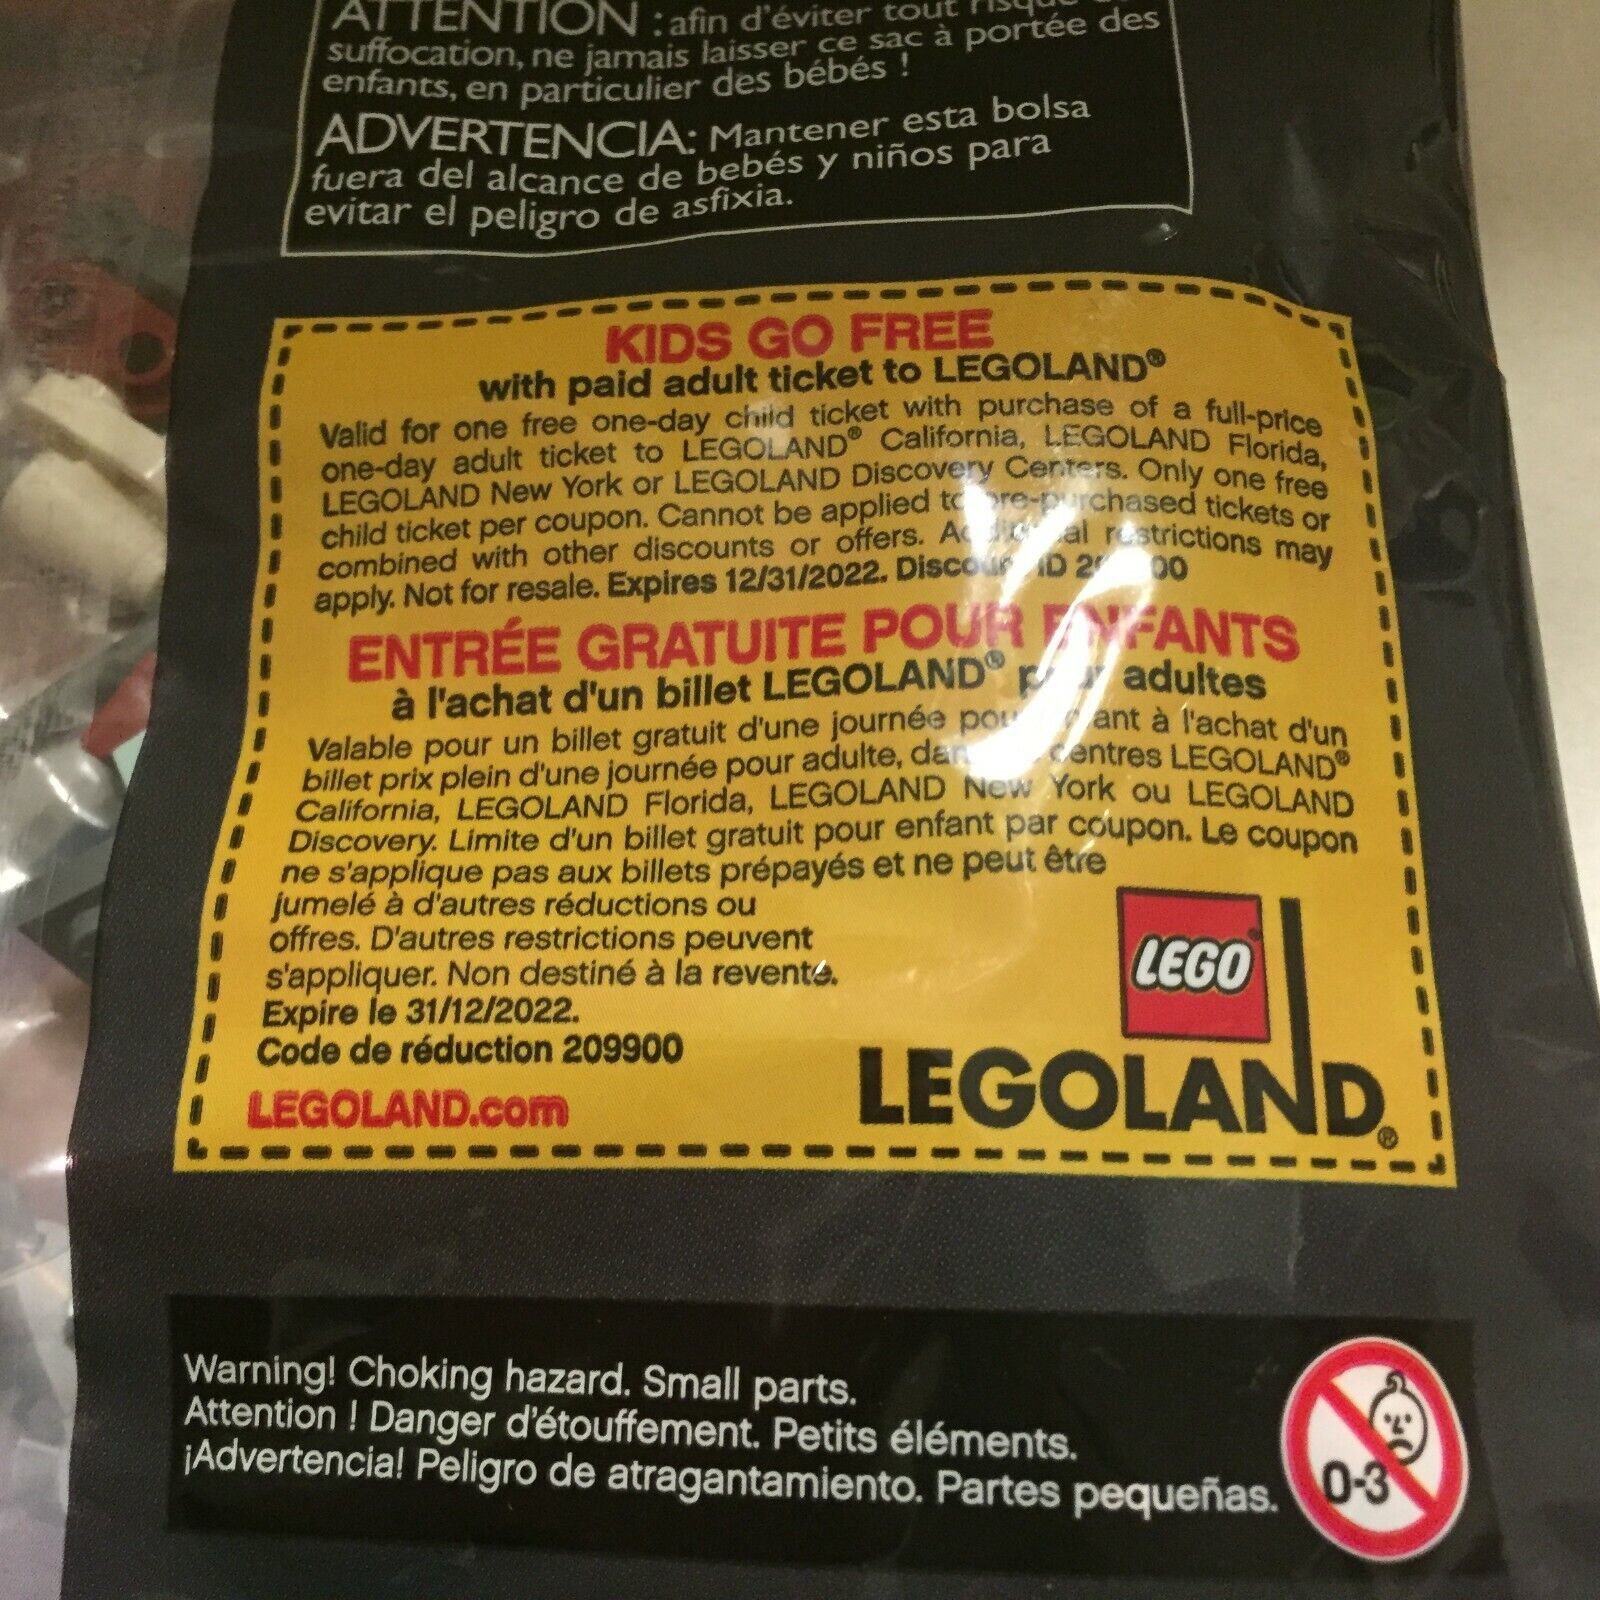 ATTENTION : afin d'éviter tout risque
suffocation, ne jamais laisser ce sac à portée des
enfants, en particulier des bébés !
ADVERTENCIA: Mantener esta bolsa
fuera del alcance de bebés y niños para
evitar el peligro de asfixia.
KIDS GO FREE
with paid adult ticket to LEGOLAND®
Valid for one free one-day child ticket with purchase of a full-price
one-day adult ticket to LEGOLAND® California, LEGOLAND Florida,
LEGOLAND New York or LEGOLAND Discovery Centers. Only one free
child ticket per coupon. Cannot be applied to pre-purchased tickets or
combined with other discounts or offers. Additional restrictions may
apply. Not for resale. Expires 12/31/2022. Discount ID
ENTRÉE GRATUITE POUR ENFANTS
à l'achat d'un billet LEGOLAND® pour adultes
Valable pour un billet gratuit d'une journée pour enfant à l'achat d'un
billet prix plein d'une journée pour adulte, dans centres LEGOLAND®
California, LEGOLAND Florida, LEGOLAND New York ou LEGOLAND
Discovery. Limite d'un billet gratuit pour enfant par coupon. Le coupon
ne s'applique pas aux billets prépayés et ne peut être
jumelé à d'autres réductions ou
offres. D'autres restrictions peuvent
s'appliquer. Non destiné à la revente.
Expire le 31/12/2022.
Code de réduction 209900
LEGOLAND.com
LEGO
LEGOLAND®
Warning! Choking hazard. Small parts.
Attention ! Danger d'étouffement. Petits éléments.
¡Advertencia! Peligro de atragantamiento. Partes pequeñas.
0-3